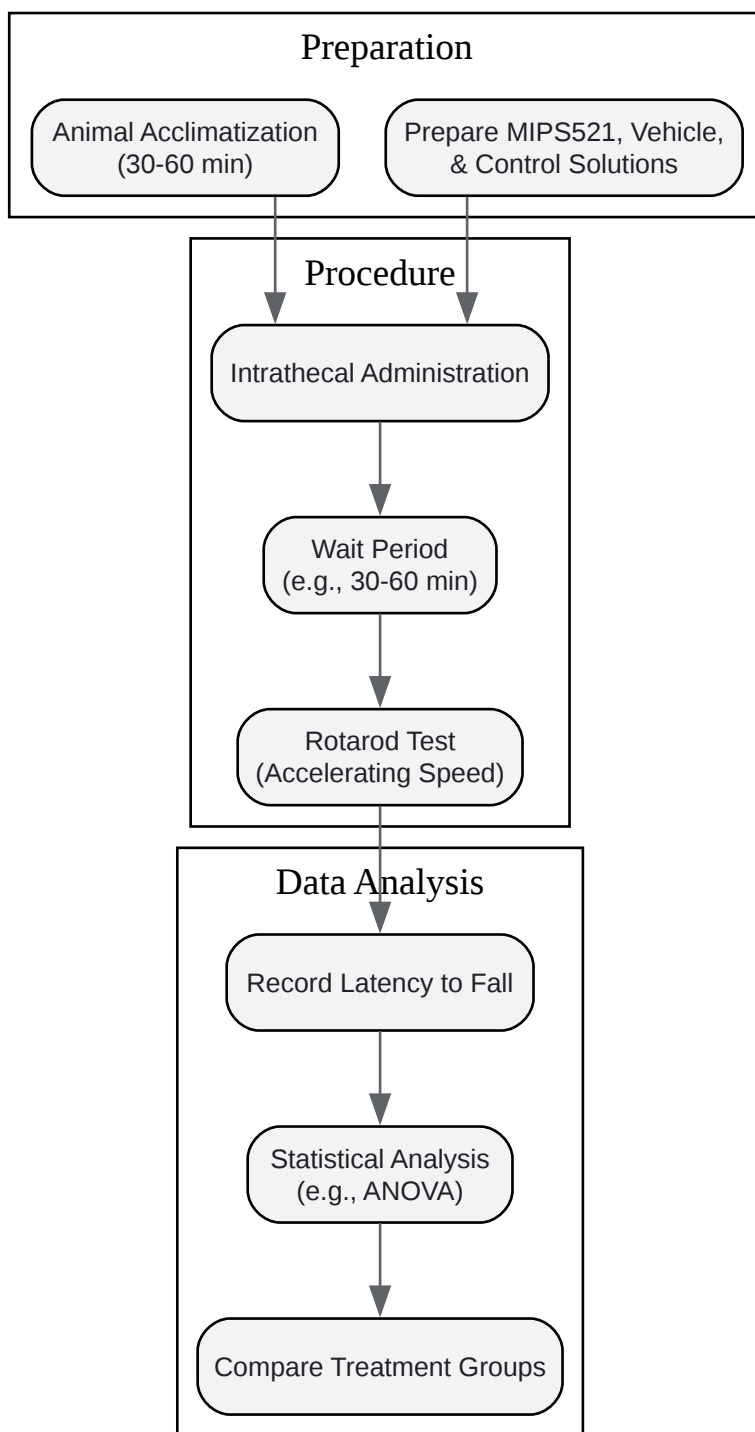 Preparation
Animal Acclimatization
(30-60 min)
Prepare MIPS521, Vehicle,
& Control Solutions
Procedure
Intrathecal Administration
Wait Period
(e.g., 30-60 min)
Rotarod Test
(Accelerating Speed)
Data Analysis
Record Latency to Fall
Statistical Analysis
(e.g., ANOVA)
Compare Treatment Groups